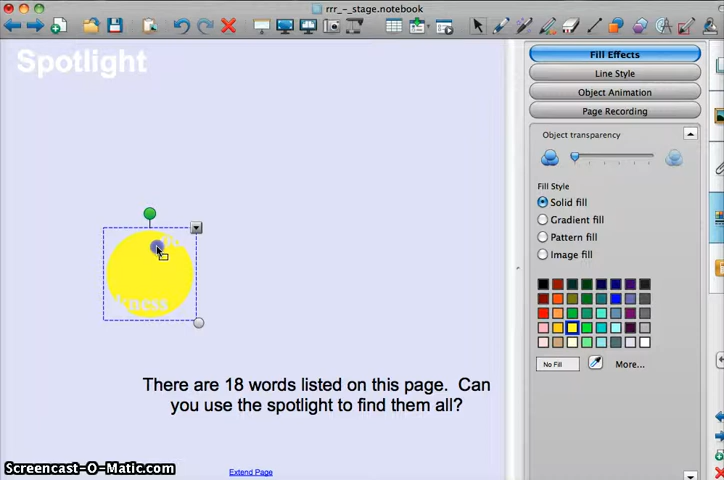 rrr_-_stage.notebook
Spotlight
Fill Effects
Line Style
Object Animation
Page Recording
Object transparency
Fill Style
Solid fill
Gradient fill
Pattern fill
Image fill
kness
There are 18 words listed on this page. Can
you use the spotlight to find them all?
No Fill
More...
Extend Page
Screencast-O-Matic.com